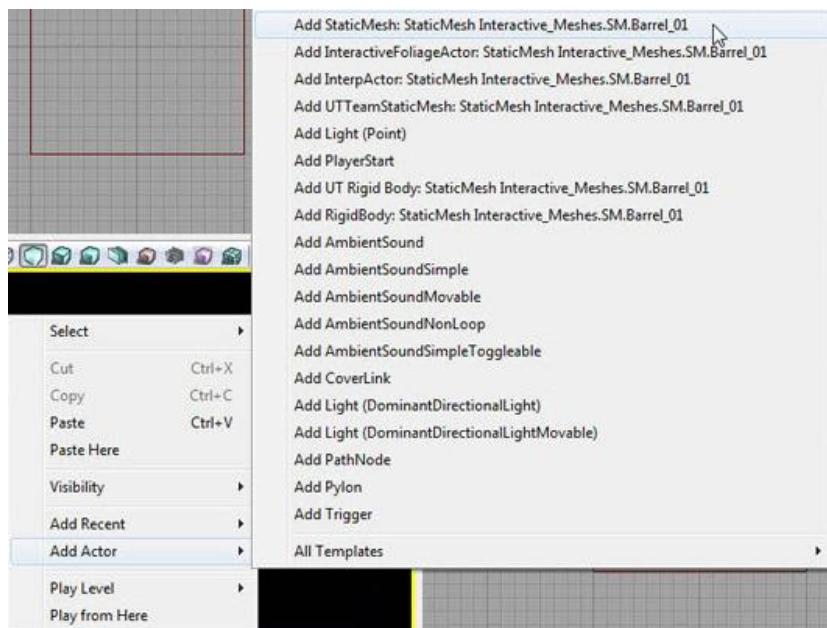 Add StaticMesh: StaticMesh Interactive_Meshes.SM.Barrel_01
Add InteractiveFoliageActor: StaticMesh Interactive_Meshes.SM.Barrel_01
Add InterpActor: StaticMesh Interactive_Meshes.SM.Barrel_01
Add UTTeamStaticMesh: StaticMesh Interactive_Meshes.SM.Barrel_01
Add Light (Point)
Add PlayerStart
Add UT Rigid Body: StaticMesh Interactive_Meshes.SM.Barrel_01
Add RigidBody: StaticMesh Interactive_Meshes.SM.Barrel_01
Add AmbientSound
Add AmbientSoundSimple
Add AmbientSoundMovable
Add AmbientSoundNonLoop
Add AmbientSoundSimpleToggleable
Add CoverLink
Add Light (DominantDirectionalLight)
Add Light (DominantDirectionalLightMovable)
Add PathNode
Add Pylon
Add Trigger
All Templates
Select
Cut Ctrl+X
Copy Ctrl+C
Paste Ctrl+V
Paste Here
Visibility
Add Recent
Add Actor
Play Level
Play from Here